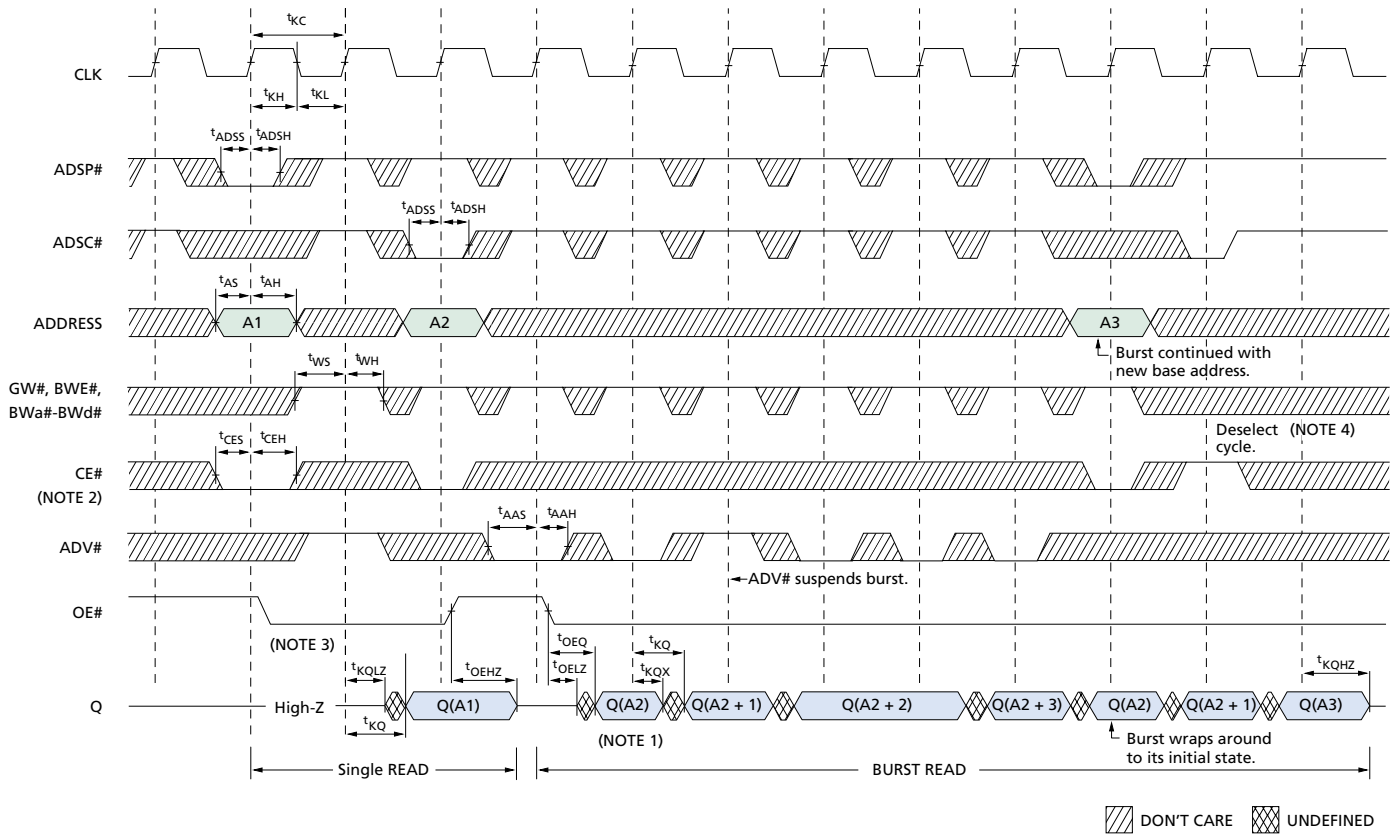 tKC
CLK
tKH
tKL
tADSS
tADSH
ADSP#
tADSS
tADSH
ADSC#
tAS
tAH
ADDRESS
A1
A2
A3
Burst continued with
new base address.
tWS
tWH
GW#, BWE#,
BWa#-BWd#
Deselect (NOTE 4)
cycle.
tCES
tCEH
CE#
(NOTE 2)
tAAS
tAAH
ADV#
ADV# suspends burst.
OE#
(NOTE 3)
tKQLZ
tOEHZ
tOEQ
tOELZ
tKQ
tKQX
tKQHZ
Q
High-Z
Q(A1)
Q(A2)
Q(A2 + 1)
Q(A2 + 2)
Q(A2 + 3)
Q(A2)
Q(A2 + 1)
Q(A3)
tKQ
(NOTE 1)
Burst wraps around
to its initial state.
Single READ
BURST READ
DON'T CARE
UNDEFINED